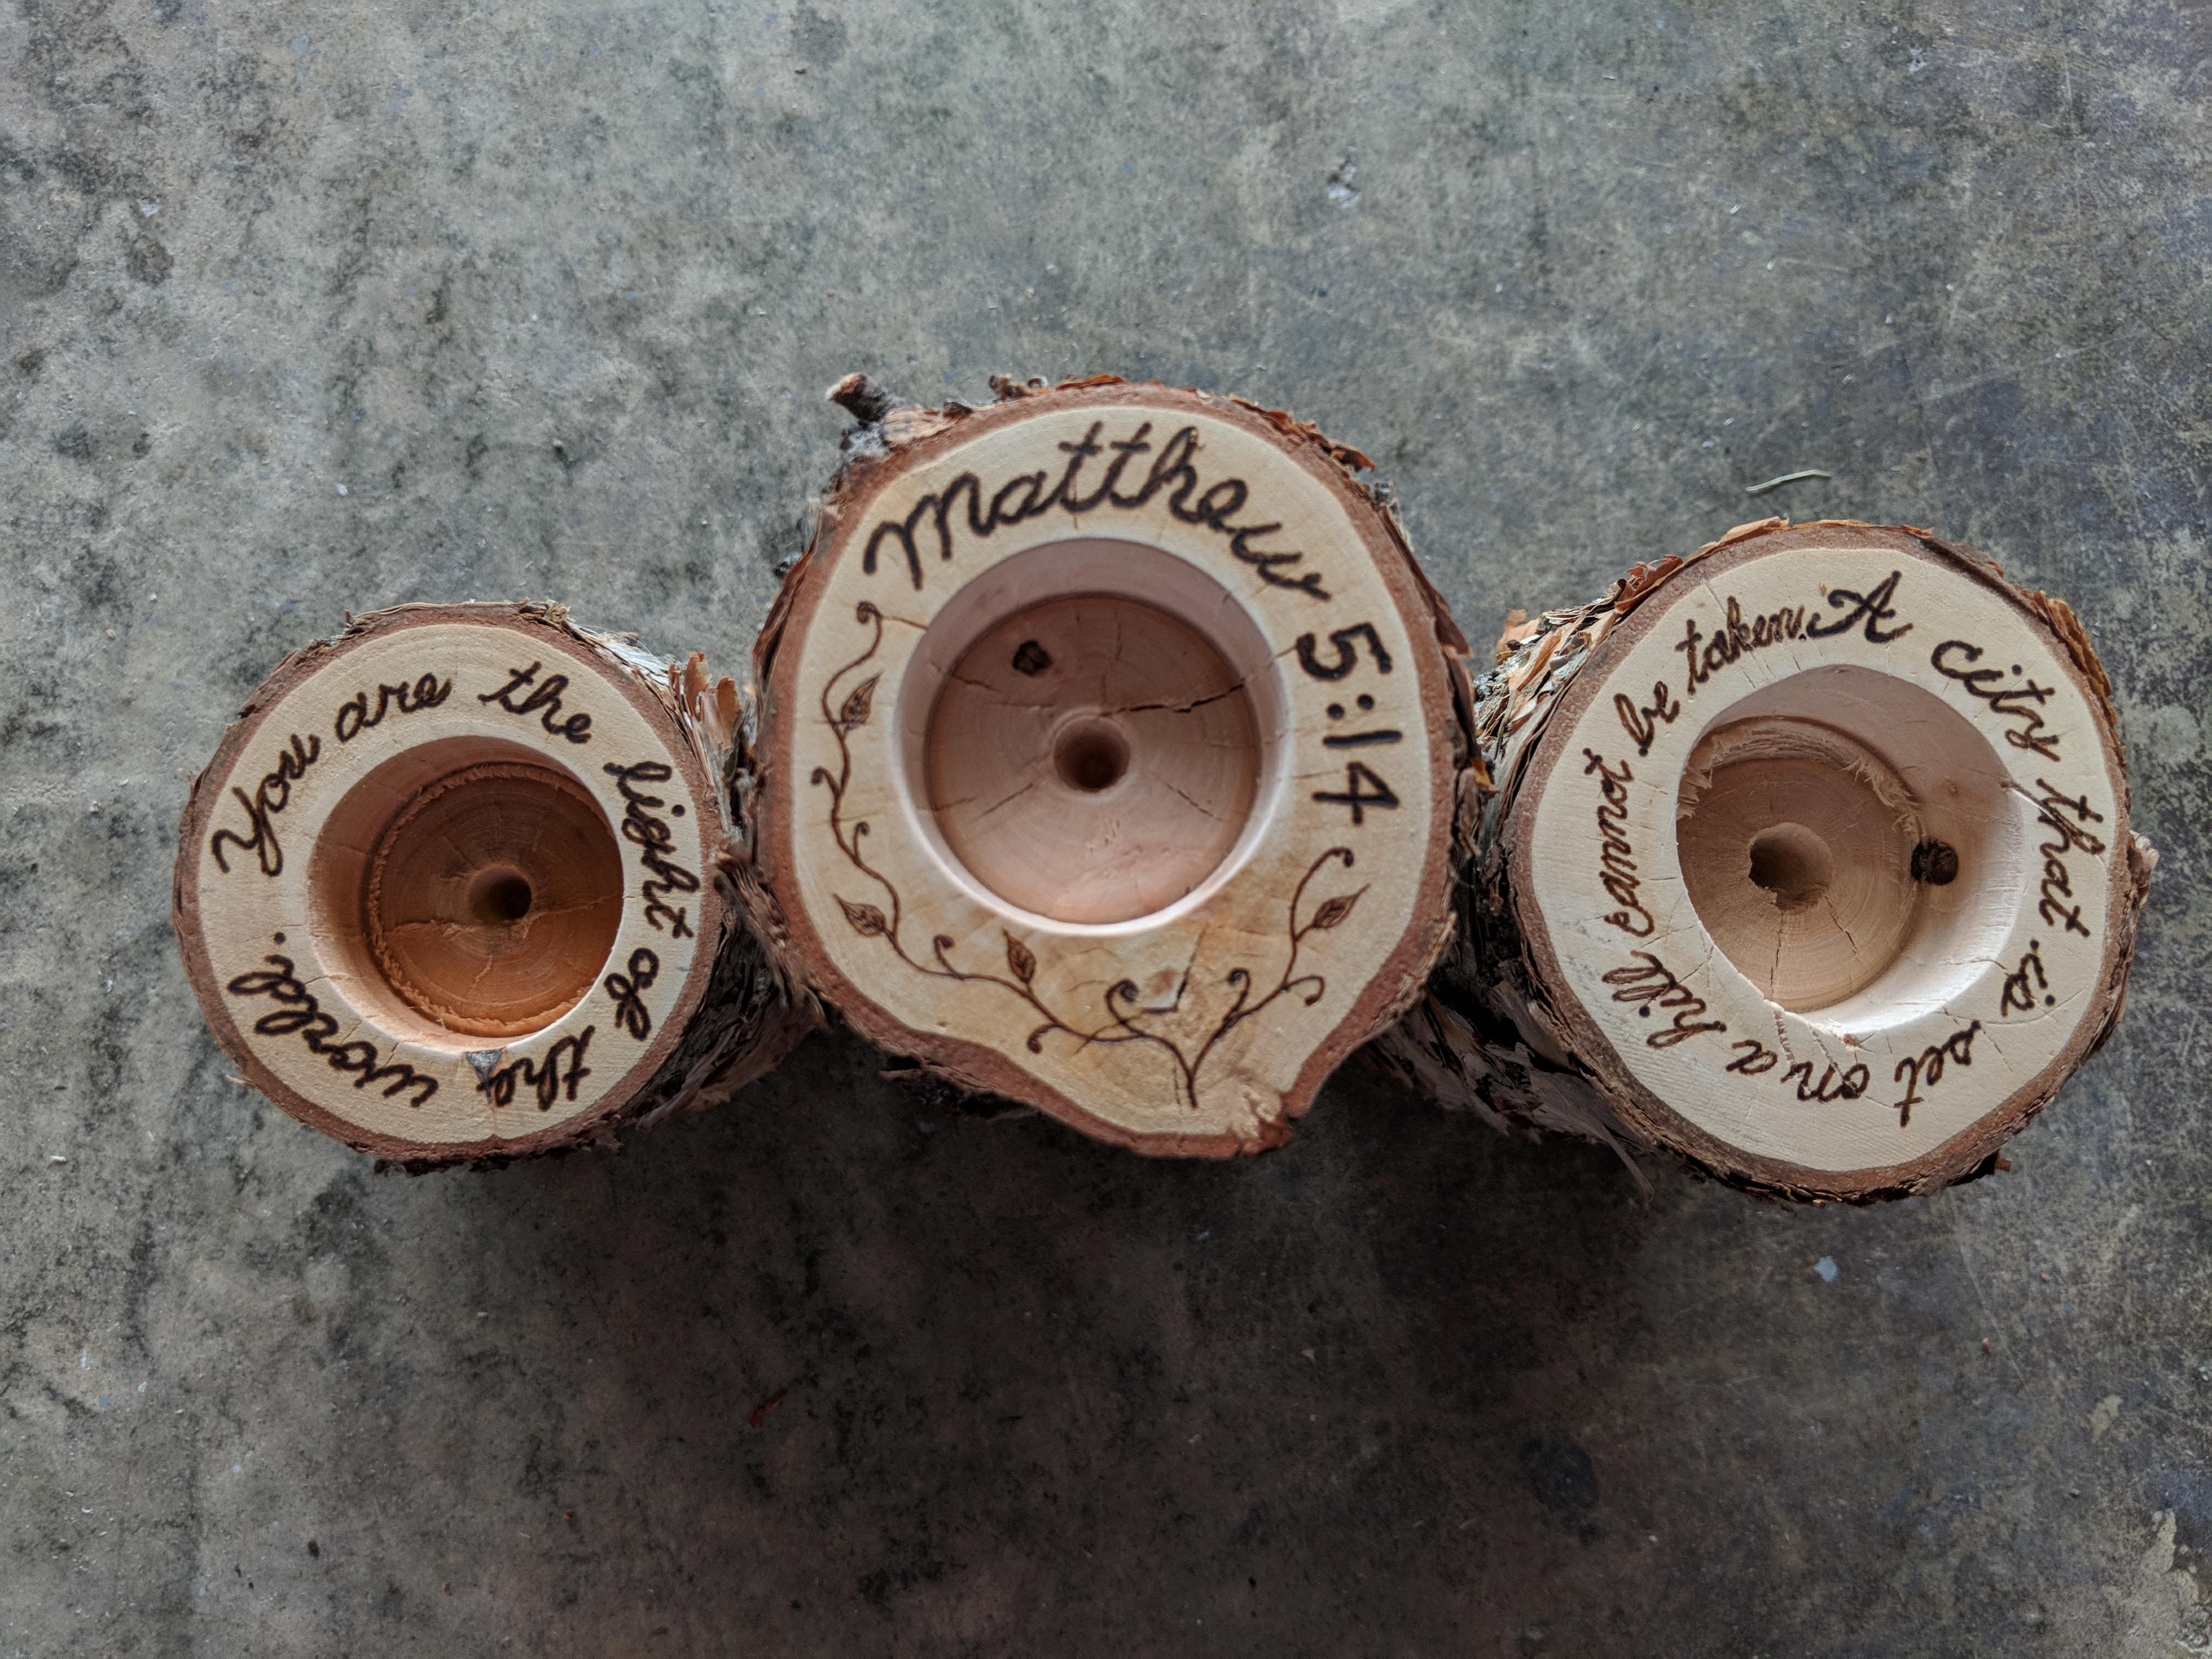 You are the light of the world.
Matthew 5:14
A city that is set on a hill cannot be taken.